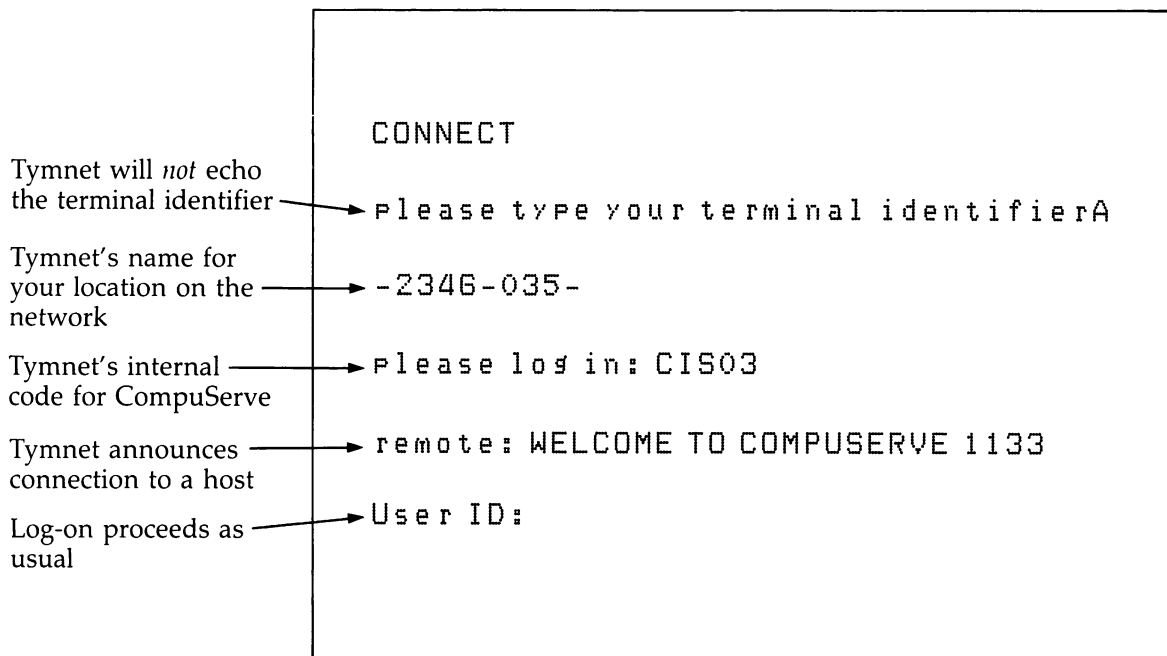 CONNECT
Tymnet will not echo
the terminal identifier
please type your terminal identifierA
Tymnet's name for
your location on the
network
-2346-035-
Tymnet's internal
code for CompuServe
please log in: CIS03
Tymnet announces
connection to a host
remote: WELCOME TO COMPUSERVE 1133
Log-on proceeds as
usual
User ID: